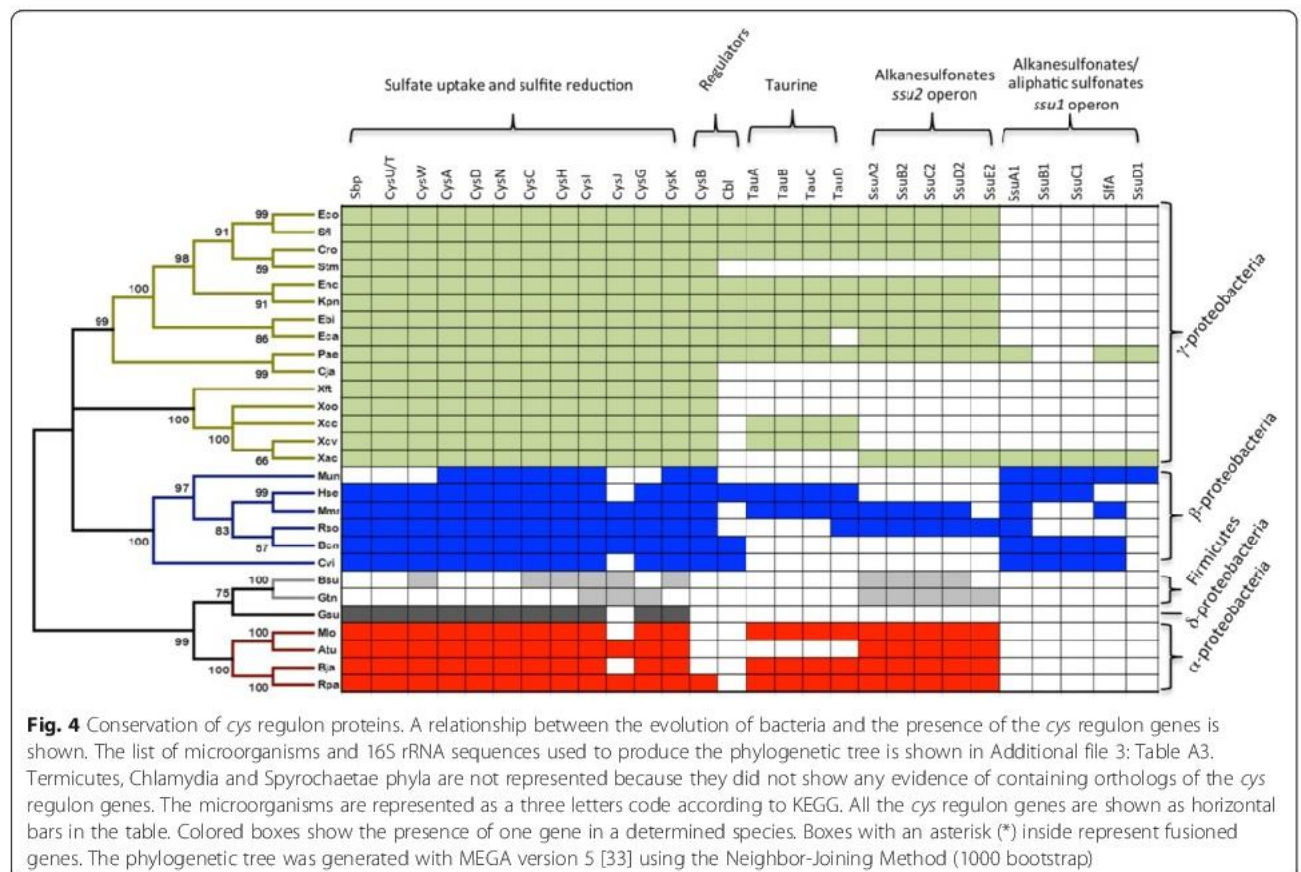 Sulfate uptake and sulfite reduction
Regulators
Taurine
Alkanesulfonates
ssu2 operon
Alkanesulfonates/
aliphatic sulfonates
ssu1 operon
Sbp
CysU/T
CysW
CysA
CysD
CysN
CysC
CysH
CysI
CysJ
CysG
CysK
CysB
Cbl
TauA
TauB
TauC
TauD
SsuA2
SsuB2
SsuC2
SsuD2
SsuE2
SsuA1
SsuB1
SsuC1
SlfA
SsuD1
99
91
98
59
100
91
99
86
99
100
100
66
97
99
83
100
57
100
75
99
100
100
100
Eco
Sfl
Cro
Stm
Enc
Kpn
Ebi
Eca
Pae
Cja
Xft
Xoo
Xcc
Xcv
Xac
Mun
Hse
Mms
Rso
Bcn
Cvi
Bsu
Gtn
Gsu
Mlo
Atu
Bja
Rpa
γ-proteobacteria
β-proteobacteria
Firmicutes
δ-proteobacteria
α-proteobacteria
Fig. 4 Conservation of cys regulon proteins. A relationship between the evolution of bacteria and the presence of the cys regulon genes is
shown. The list of microorganisms and 16S rRNA sequences used to produce the phylogenetic tree is shown in Additional file 3: Table A3.
Termicutes, Chlamydia and Spyrochaetae phyla are not represented because they did not show any evidence of containing orthologs of the cys
regulon genes. The microorganisms are represented as a three letters code according to KEGG. All the cys regulon genes are shown as horizontal
bars in the table. Colored boxes show the presence of one gene in a determined species. Boxes with an asterisk (*) inside represent fusioned
genes. The phylogenetic tree was generated with MEGA version 5 [33] using the Neighbor-Joining Method (1000 bootstrap)